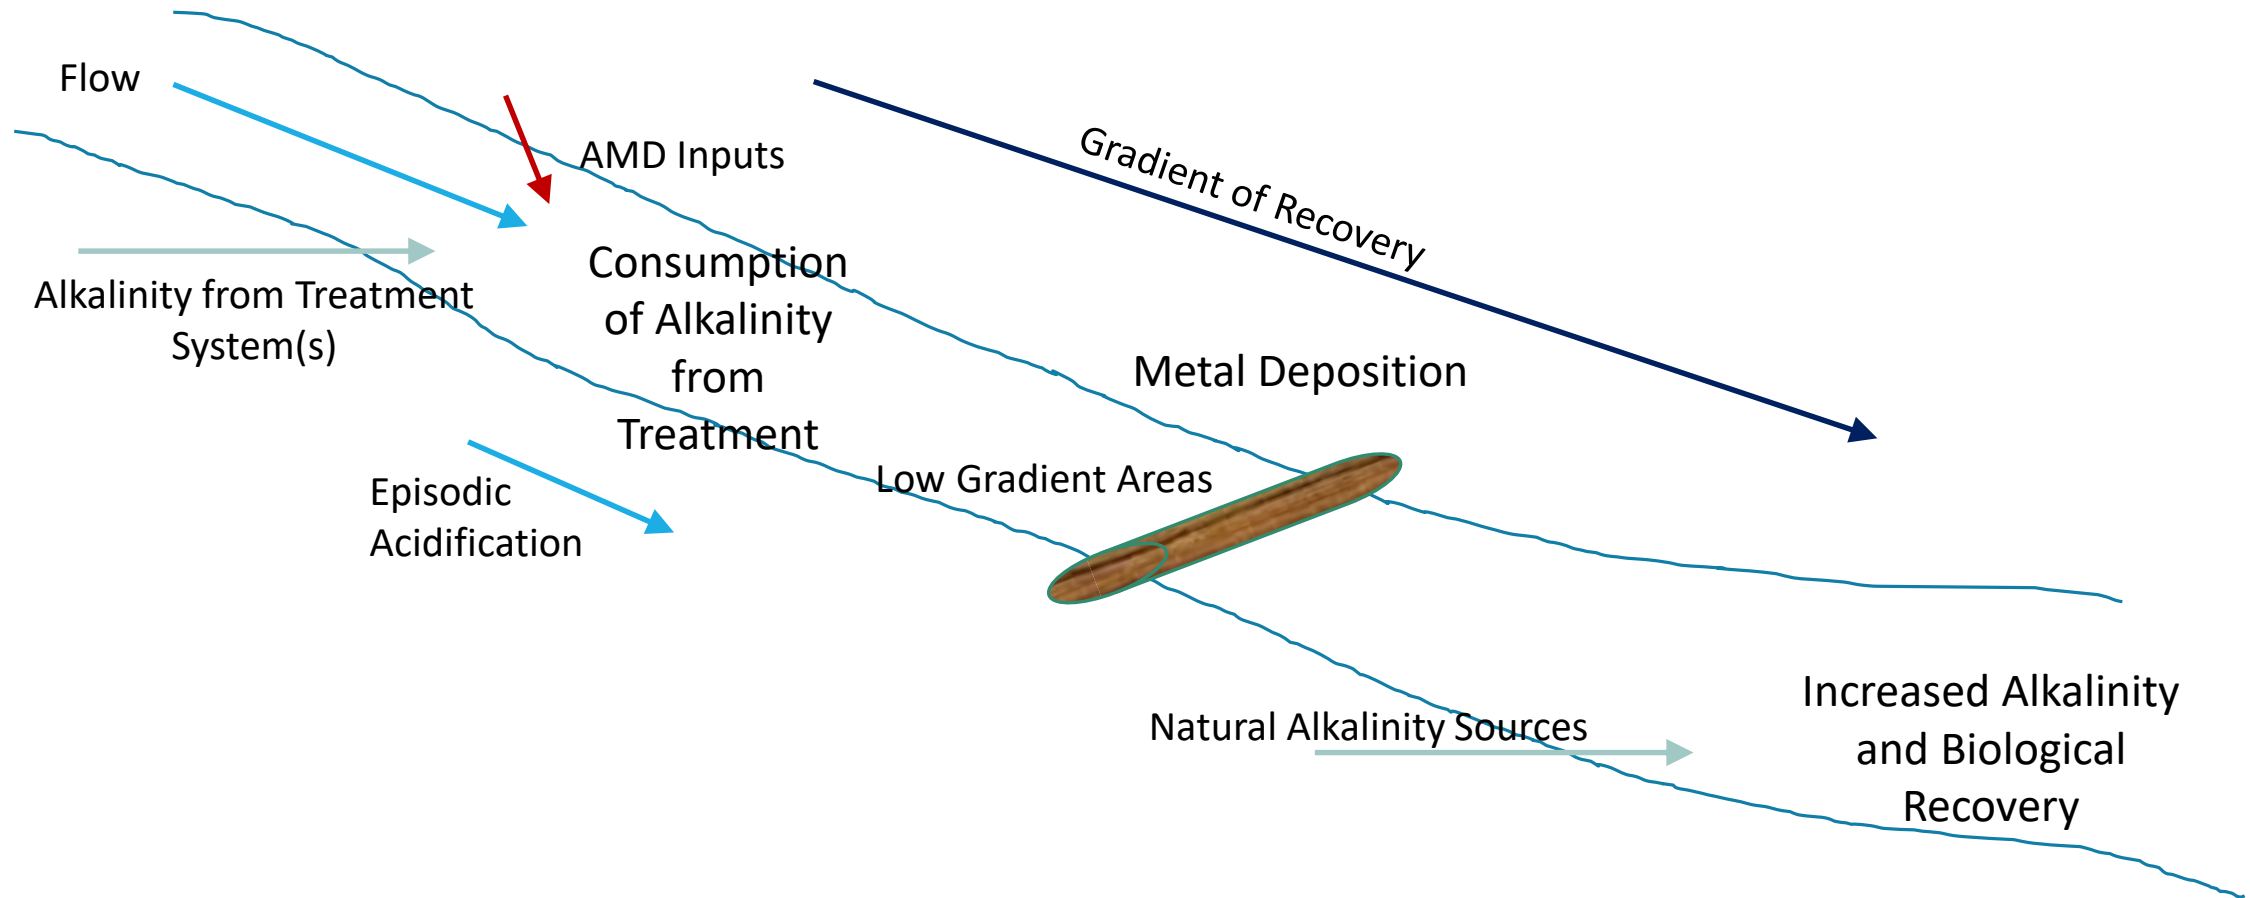 Flow
AMD Inputs
Gradient of Recovery
Alkalinity from Treatment
System(s)
Consumption
of Alkalinity
from
Treatment
Metal Deposition
Low Gradient Areas
Episodic
Acidification
Natural Alkalinity Sources
Increased Alkalinity
and Biological
Recovery